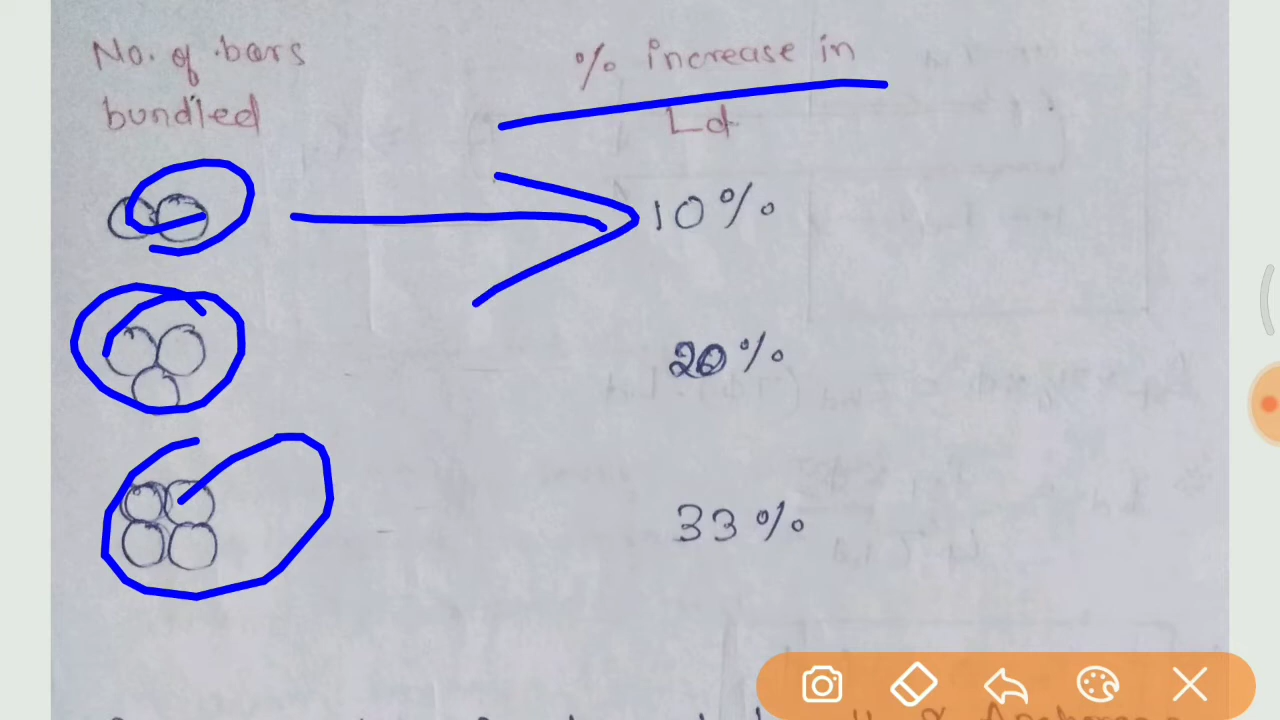 No. of bars
bundled
% increase in
Ld
10%
20%
33%